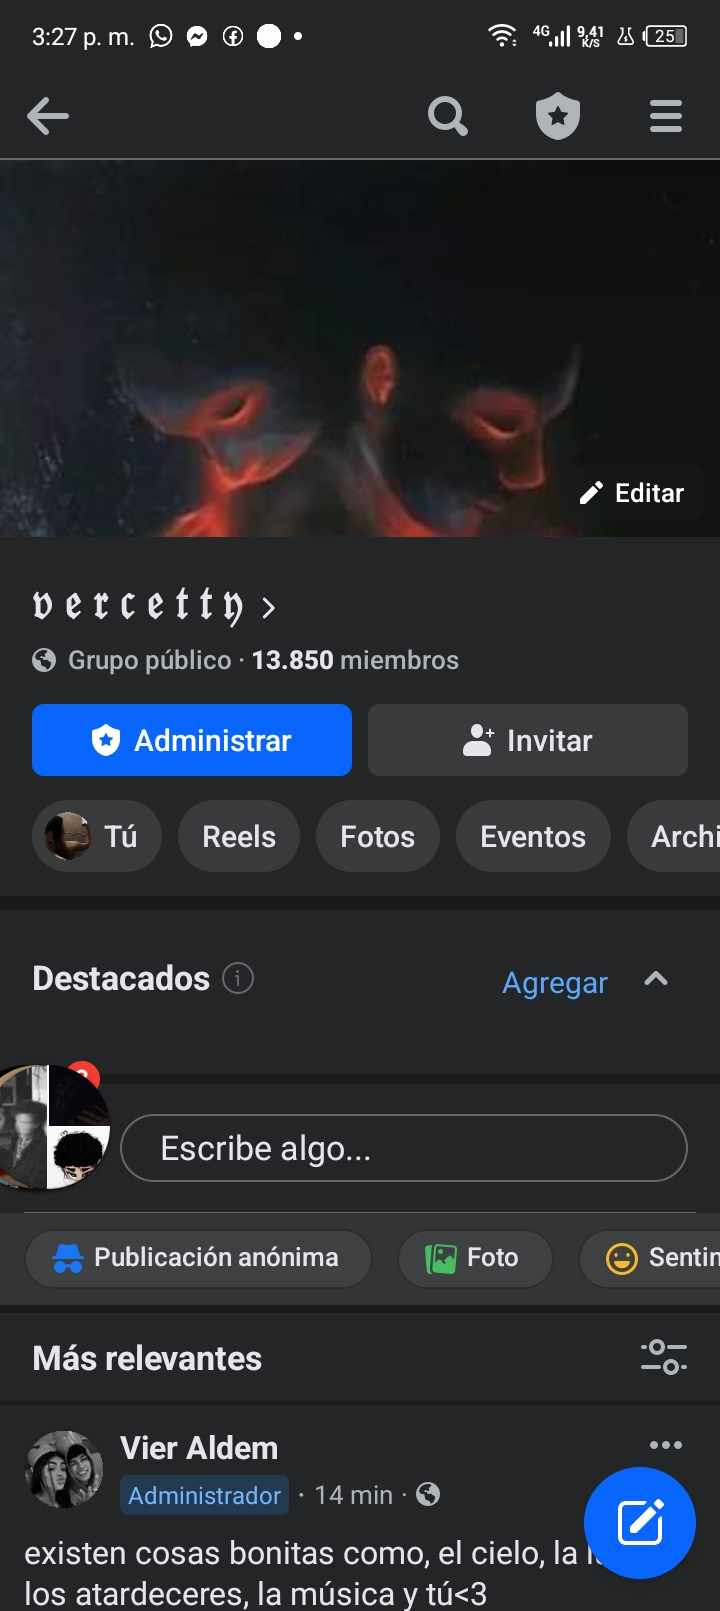 3:27 p. m.
4G 9,41 K/S 25
Editar
𝖛𝖊𝖗𝖈𝖊𝖙𝖙𝖞
Grupo público · 13.850 miembros
Administrar
Invitar
Tú
Reels
Fotos
Eventos
Archi
Destacados
Agregar
Escribe algo...
Publicación anónima
Foto
Sentin
Más relevantes
Vier Aldem
Administrador · 14 min ·
existen cosas bonitas como, el cielo, la
los atardeceres, la música y tú<3